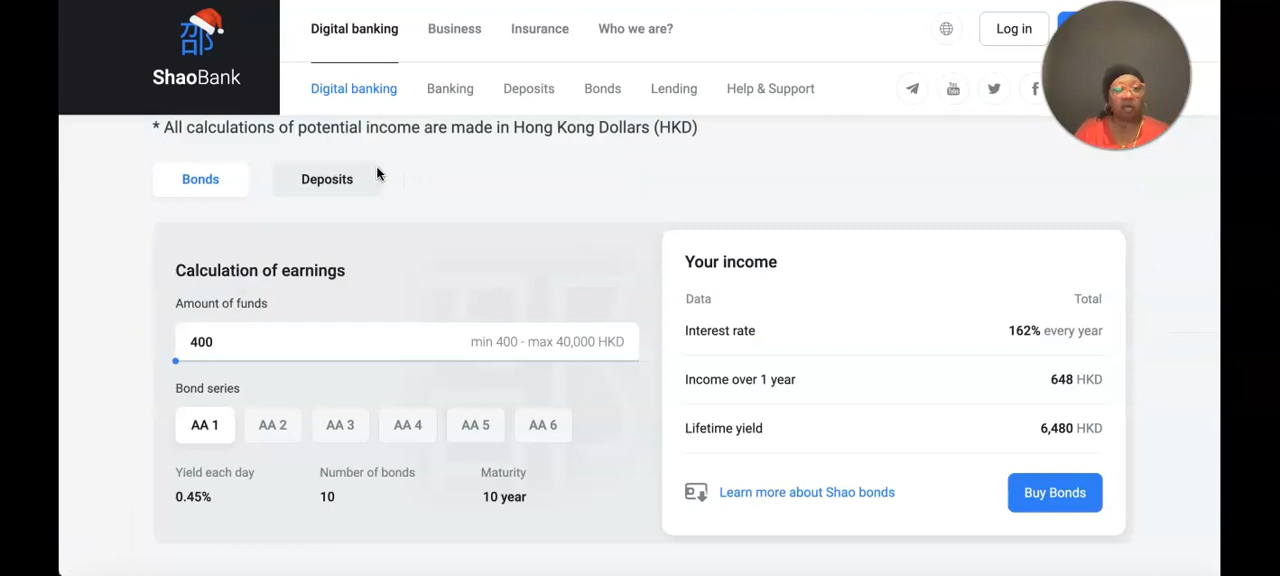 邵
ShaoBank
Digital banking Business Insurance Who we are? Log in
Digital banking Banking Deposits Bonds Lending Help & Support
* All calculations of potential income are made in Hong Kong Dollars (HKD)
Bonds Deposits
Calculation of earnings
Amount of funds
400 min 400 - max 40,000 HKD
Bond series
AA 1 AA 2 AA 3 AA 4 AA 5 AA 6
Yield each day Number of bonds Maturity
0.45% 10 10 year
Your income
Data Total
Interest rate 162% every year
Income over 1 year 648 HKD
Lifetime yield 6,480 HKD
Learn more about Shao bonds Buy Bonds